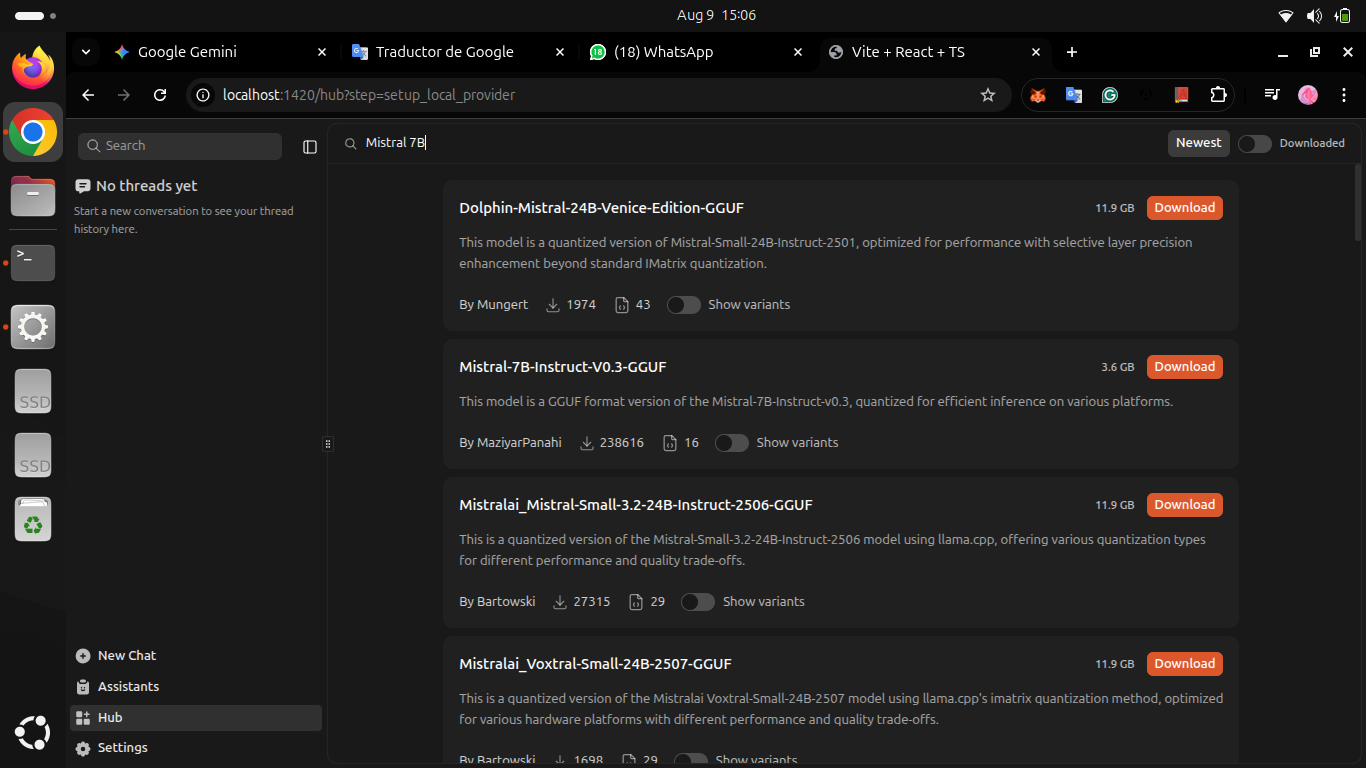 Aug 9 15:06
Google Gemini
Traductor de Google
18
(18) WhatsApp
Vite + React + TS
localhost:1420/hub?step=setup_local_provider
Search
No threads yet
Start a new conversation to see your thread
history here.
New Chat
Assistants
Hub
Settings
>_
SSD
SSD
Mistral 7B
Newest
Downloaded
Dolphin-Mistral-24B-Venice-Edition-GGUF
11.9 GB
Download
This model is a quantized version of Mistral-Small-24B-Instruct-2501, optimized for performance with selective layer precision
enhancement beyond standard IMatrix quantization.
By Mungert 1974 43 Show variants
Mistral-7B-Instruct-V0.3-GGUF
3.6 GB
Download
This model is a GGUF format version of the Mistral-7B-Instruct-v0.3, quantized for efficient inference on various platforms.
By MaziyarPanahi 238616 16 Show variants
Mistralai_Mistral-Small-3.2-24B-Instruct-2506-GGUF
11.9 GB
Download
This is a quantized version of the Mistral-Small-3.2-24B-Instruct-2506 model using llama.cpp, offering various quantization types
for different performance and quality trade-offs.
By Bartowski 27315 29 Show variants
Mistralai_Voxtral-Small-24B-2507-GGUF
11.9 GB
Download
This is a quantized version of the Mistralai Voxtral-Small-24B-2507 model using llama.cpp's imatrix quantization method, optimized
for various hardware platforms with different performance and quality trade-offs.
By Bartowski 1698 29 Show variants